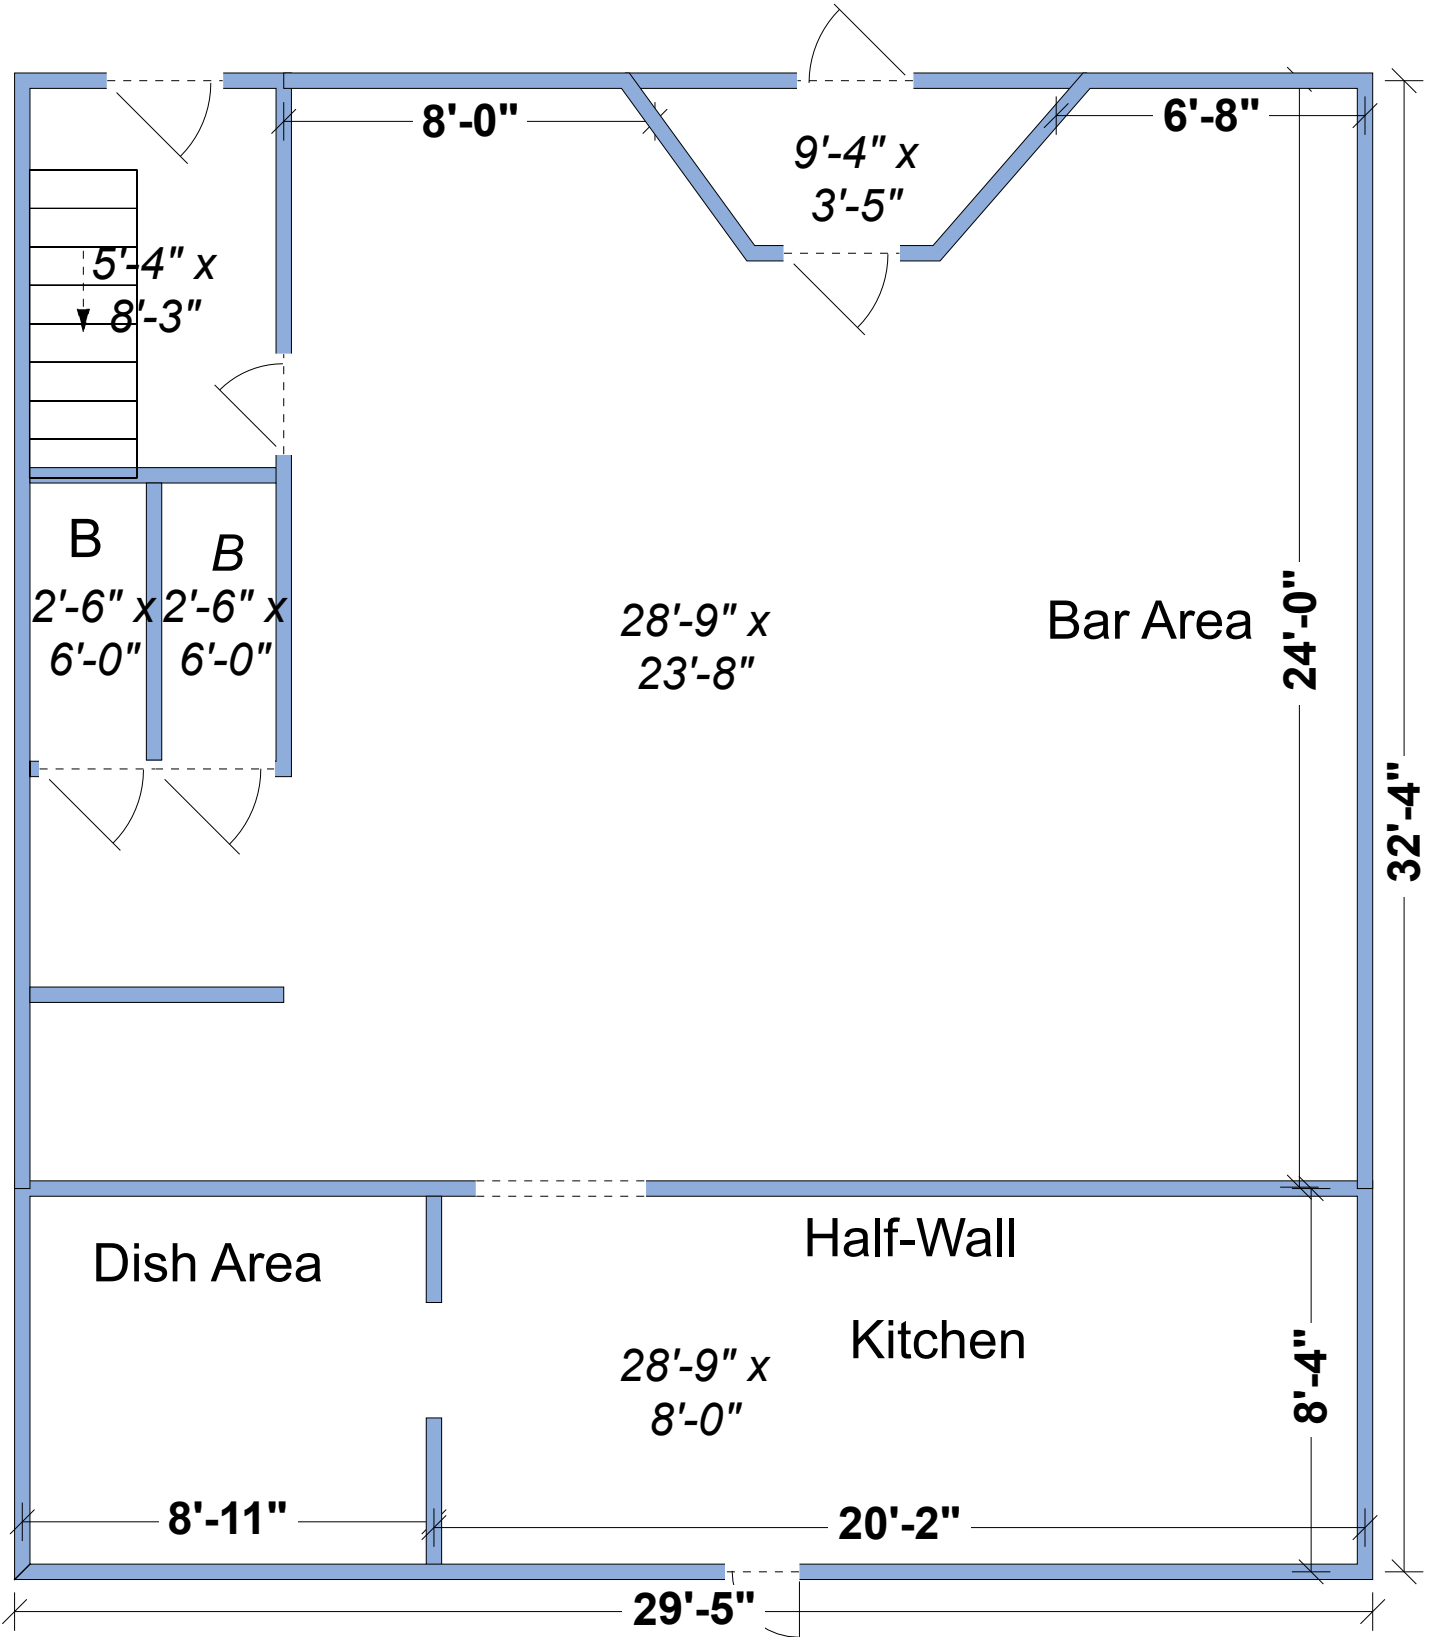 8'-0"
6'-8"
9'-4" x
3'-5"
5'-4" x
8'-3"
B
B
2'-6" x
6'-0"
2'-6" x
6'-0"
28'-9" x
23'-8"
Bar Area
24'-0"
32'-4"
Half-Wall
Dish Area
Kitchen
28'-9" x
8'-0"
8'-4"
8'-11"
20'-2"
29'-5"